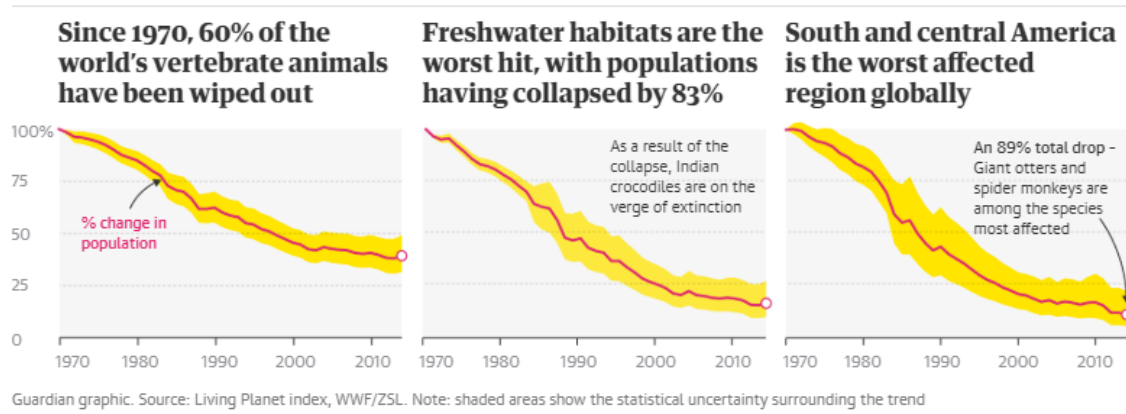 Since 1970, 60% of the
world's vertebrate animals
have been wiped out
100%
75
50
25
0
% change in
population
1970
1980
1990
2000
2010
Freshwater habitats are the
worst hit, with populations
having collapsed by 83%
As a result of the
collapse, Indian
crocodiles are on the
verge of extinction
1970
1980
1990
2000
2010
South and central America
is the worst affected
region globally
An 89% total drop –
Giant otters and
spider monkeys are
among the species
most affected
1970
1980
1990
2000
2010
Guardian graphic. Source: Living Planet index, WWF/ZSL. Note: shaded areas show the statistical uncertainty surrounding the trend